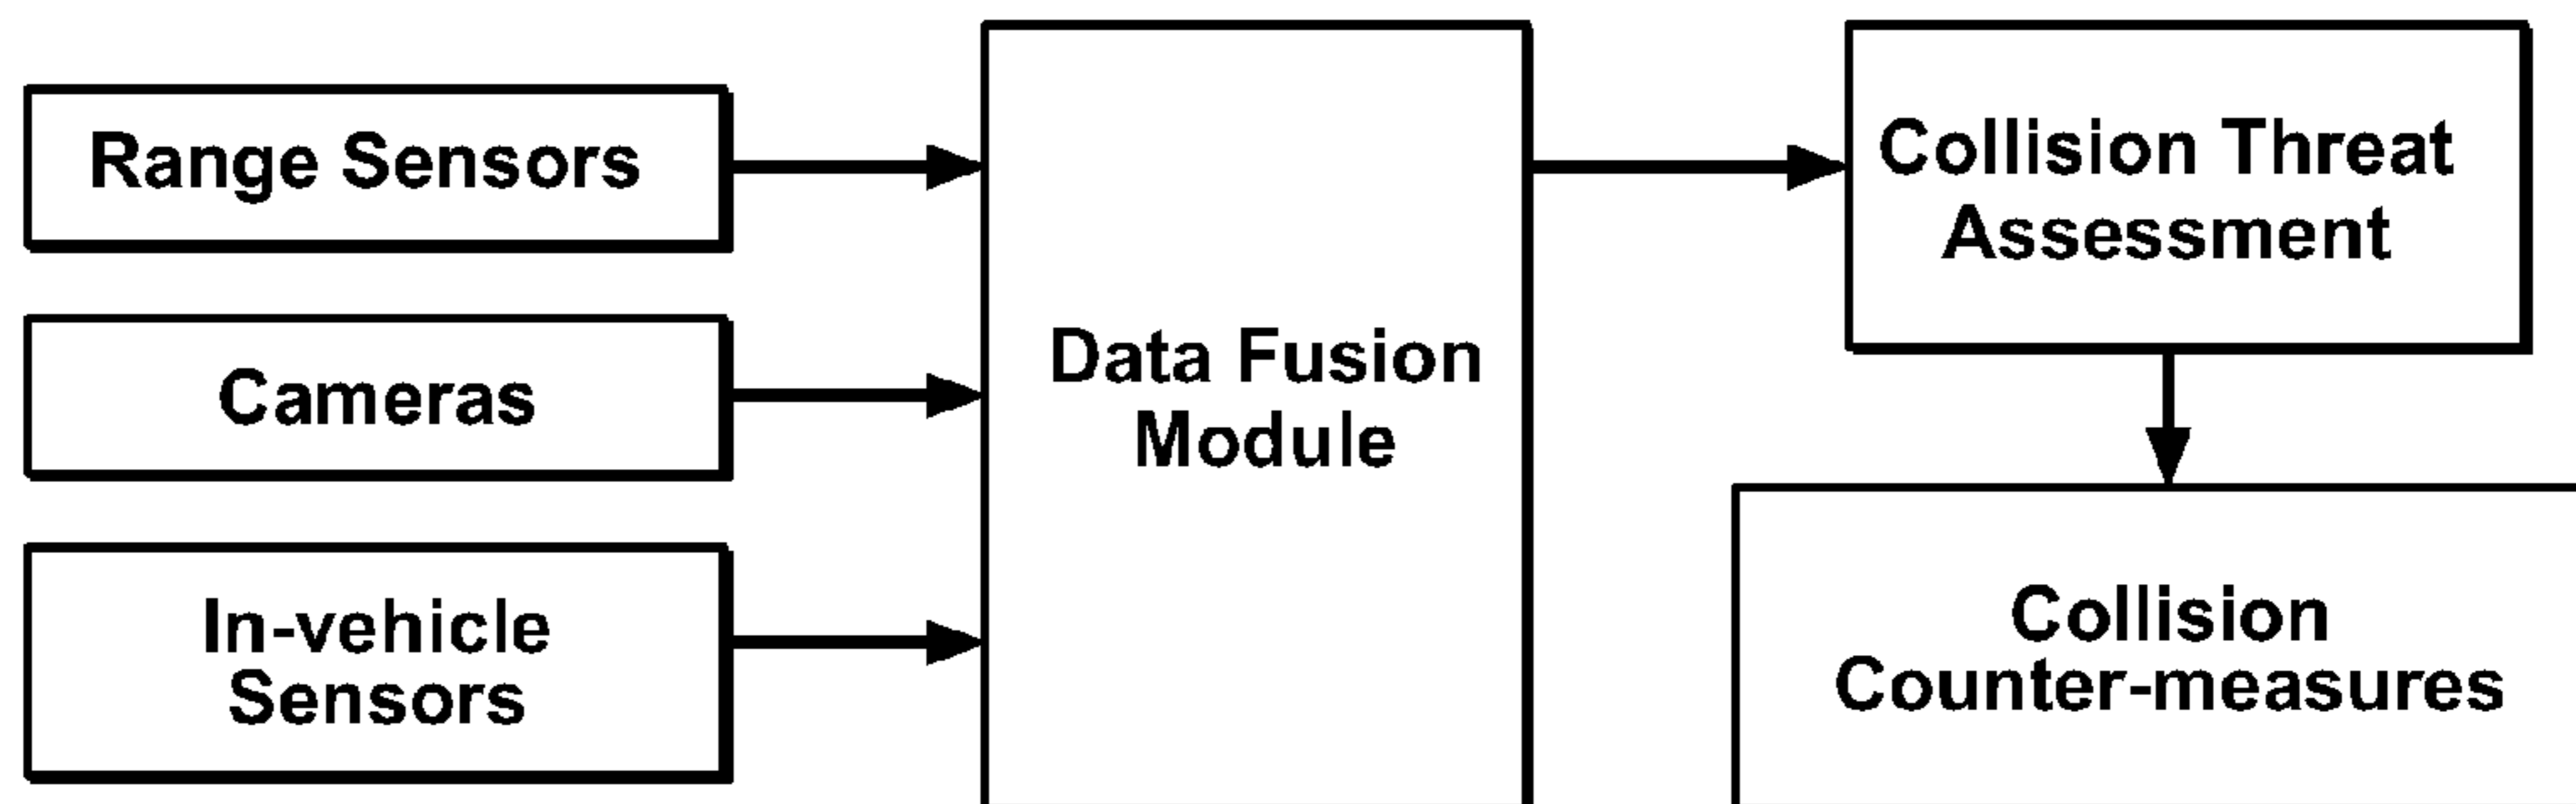 Range Sensors
Cameras
In-vehicle
Sensors
Data Fusion
Module
Collision Threat
Assessment
Collision
Counter-measures